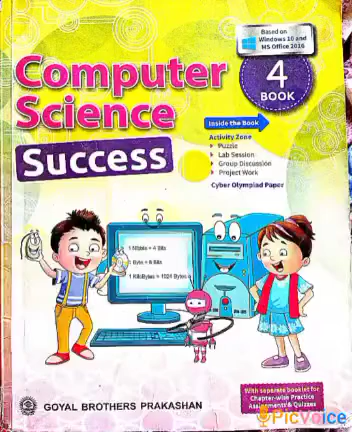 Based on
Windows 10 and
MS Office 2016
Computer
Science
Success
4
BOOK
Inside the Book
Activity Zone
Puzzle
Lab Session
Group Discussion
Project Work
Cyber Olympiad Paper
1 Nibble = 4 Bits
1 Byte = 8 Bits
1 KiloBytes = 1024 Bytes
With separate booklet for
Chapter-wise Practice
Assignments & Quizzes
GOYAL BROTHERS PRAKASHAN
PicVoice